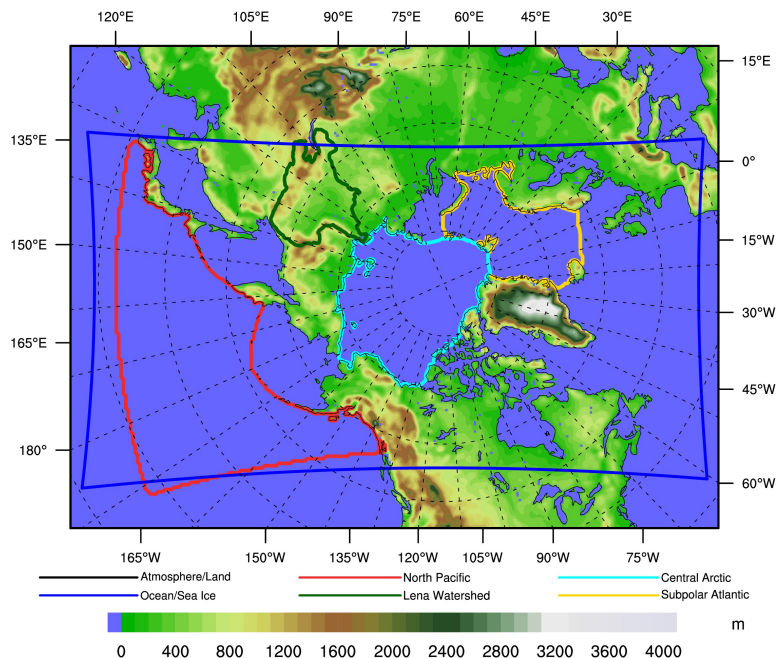 120°E 105°E 90°E 75°E 60°E 45°E 30°E
15°E
135°E 0°
150°E 15°W
165°E 30°W
45°W
180° 60°W
165°W 150°W 135°W 120°W 105°W 90°W 75°W
Atmosphere/Land North Pacific Central Arctic
Ocean/Sea Ice Lena Watershed Subpolar Atlantic
m
0 400 800 1200 1600 2000 2400 2800 3200 3600 4000